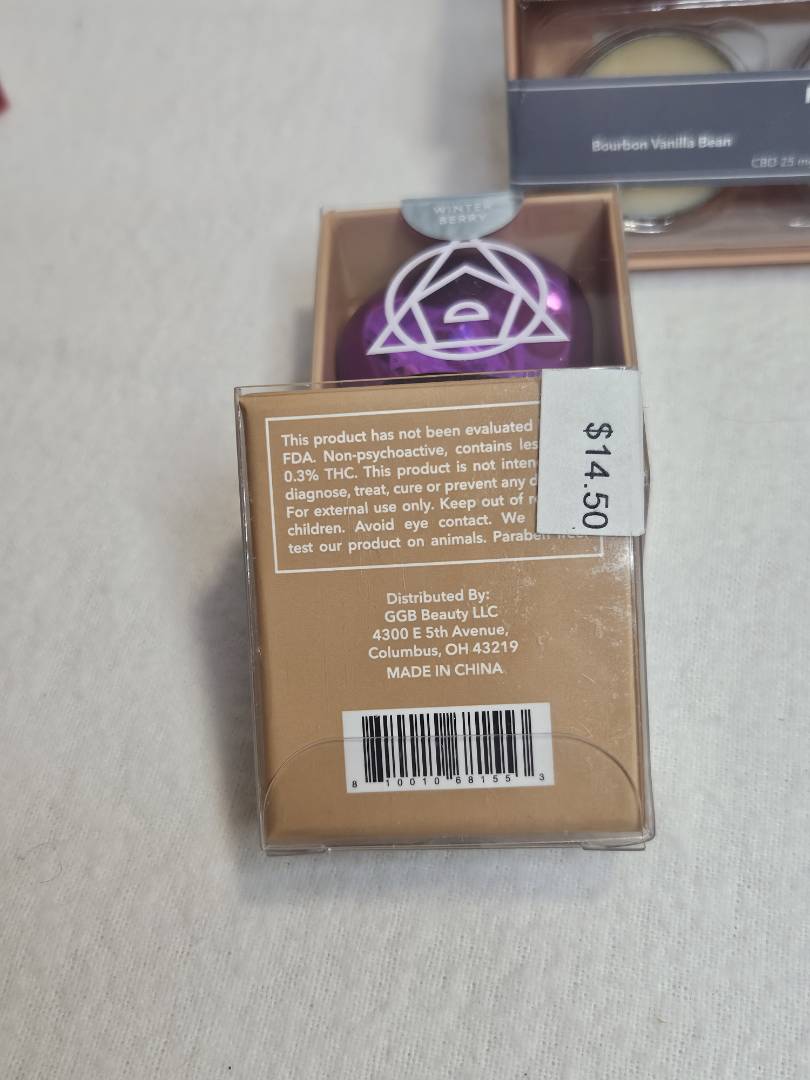 Bourbon Vanilla Bean
CBD 25
WINTER
BERRY
This product has not been evaluated
FDA. Non-psychoactive, contains
0.3% THC. This product is not
diagnose, treat, cure or prevent any
For external use only. Keep out of
children. Avoid eye contact. We
test our product on animals. Paraben
$14.50
Distributed By:
GGB Beauty LLC
4300 E 5th Avenue,
Columbus, OH 43219
MADE IN CHINA
8 10010 68155 3